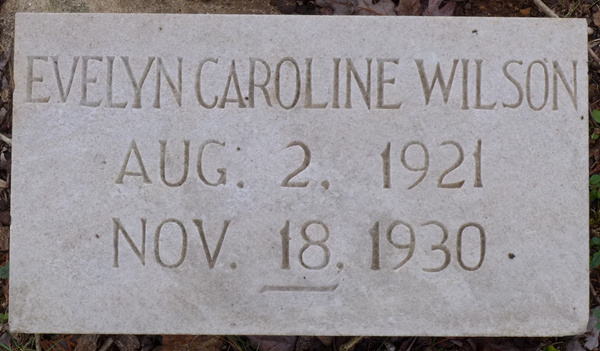 EVELYN CAROLINE WILSON
AUG. 2, 1921
NOV. 18, 1930